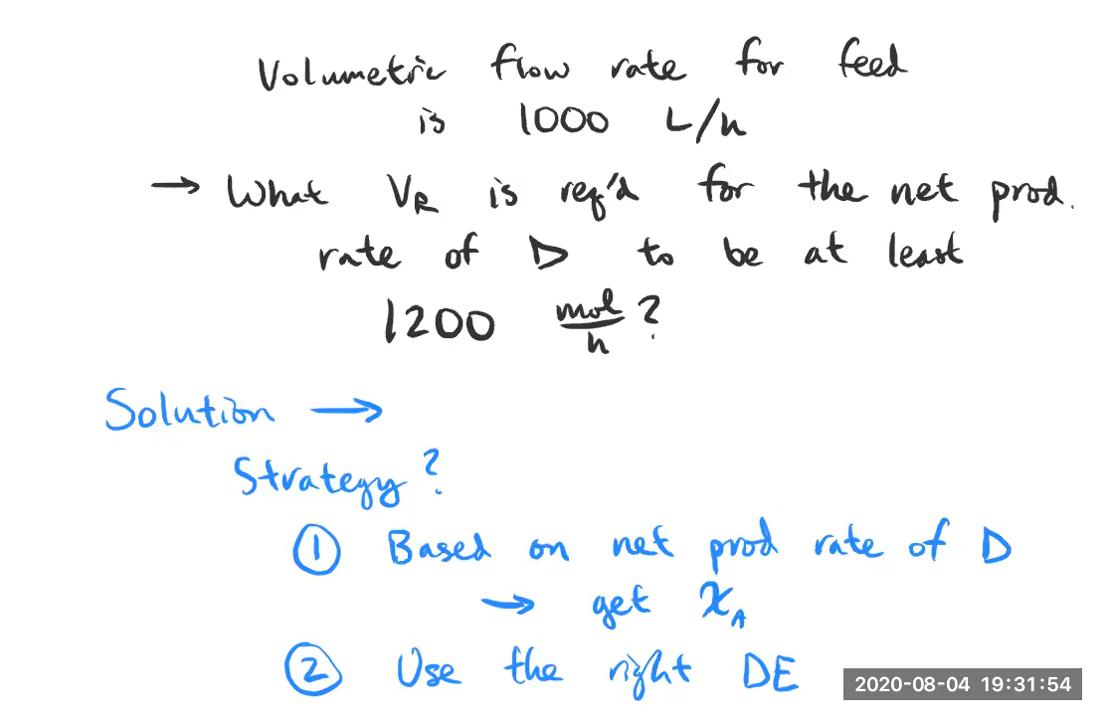 Volumetric flow rate for feed
is 1000 L/h
→ What V_R is req'd for the net prod.
rate of D to be at least
1200 mol/h?
Solution →
Strategy?
① Based on net prod rate of D
→ get X_A
② Use the right DE
2020-08-04 19:31:54